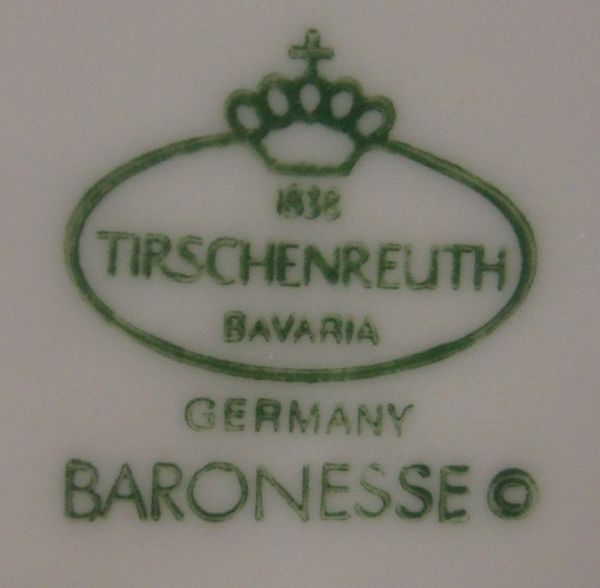 1838
TIRSCHENREUTH
BAVARIA
GERMANY
BARONESSE ©